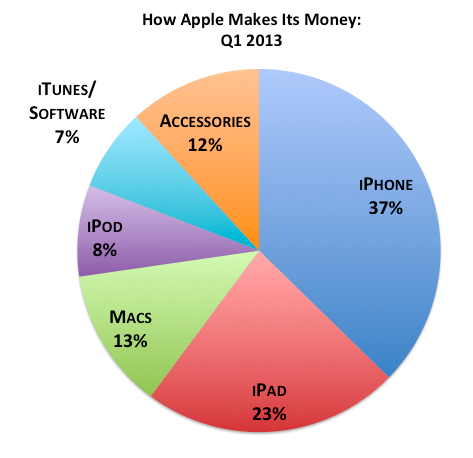 How Apple Makes Its Money:
Q1 2013
iTunes/
Software
7%
Accessories
12%
iPhone
37%
iPod
8%
Macs
13%
iPad
23%